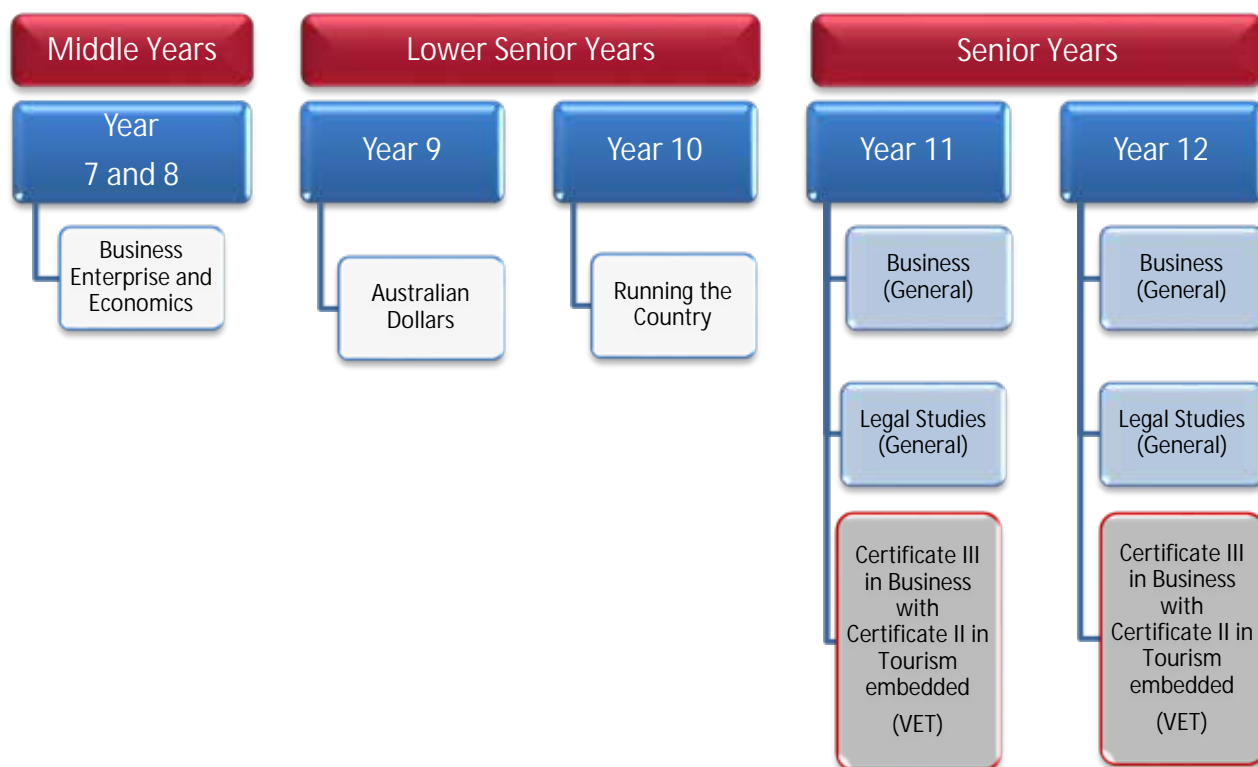 Middle Years
Lower Senior Years
Senior Years
Year
7 and 8
Year 9
Year 10
Year 11
Year 12
Business
Enterprise and
Economics
Australian
Dollars
Running the
Country
Business
(General)
Business
(General)
Legal Studies
(General)
Legal Studies
(General)
Certificate III
in Business
with
Certificate II in
Tourism
embedded
(VET)
Certificate III
in Business
with
Certificate II in
Tourism
embedded
(VET)